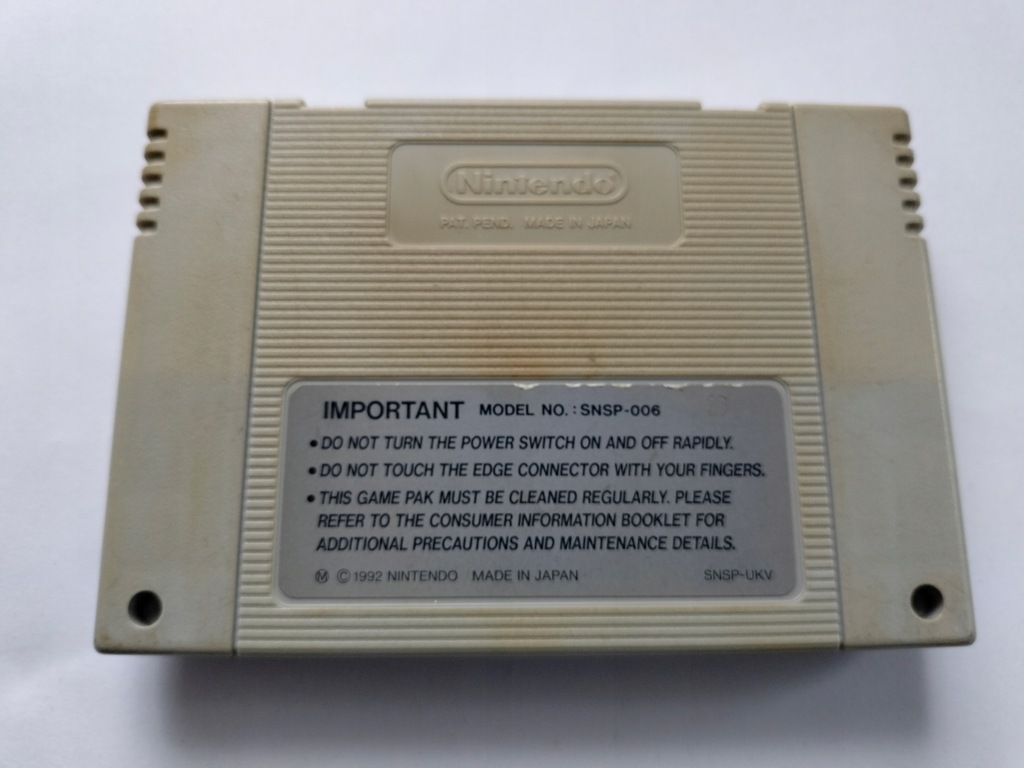 Nintendo
PAT. PEND. MADE IN JAPAN
IMPORTANT MODEL NO.: SNSP-006
• DO NOT TURN THE POWER SWITCH ON AND OFF RAPIDLY.
• DO NOT TOUCH THE EDGE CONNECTOR WITH YOUR FINGERS.
• THIS GAME PAK MUST BE CLEANED REGULARLY. PLEASE
REFER TO THE CONSUMER INFORMATION BOOKLET FOR
ADDITIONAL PRECAUTIONS AND MAINTENANCE DETAILS.
Ⓜ © 1992 NINTENDO MADE IN JAPAN SNSP-UKV